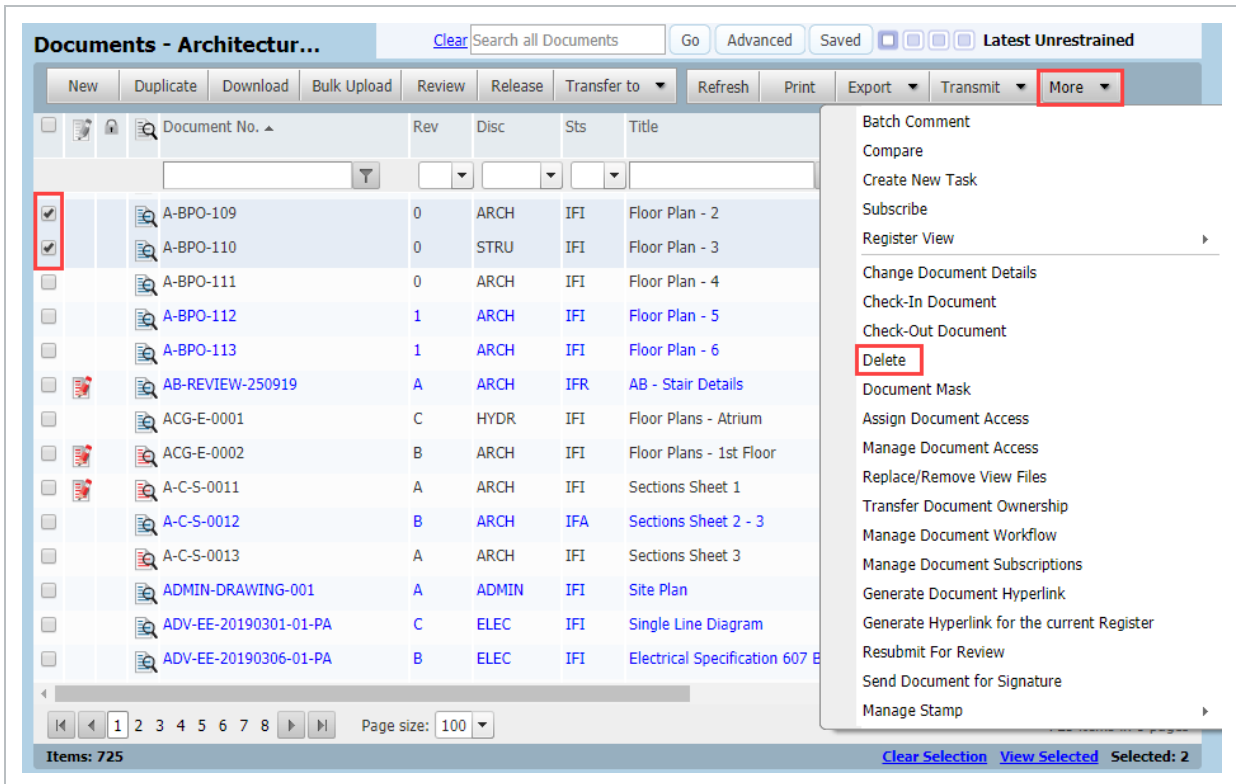 Documents - Architectur... Clear Search all Documents Go Advanced Saved Latest Unrestrained
New Duplicate Download Bulk Upload Review Release Transfer to Refresh Print Export Transmit More
Document No. Rev Disc Sts Title
A-BPO-109 0 ARCH IFI Floor Plan - 2
A-BPO-110 0 STRU IFI Floor Plan - 3
A-BPO-111 0 ARCH IFI Floor Plan - 4
A-BPO-112 1 ARCH IFI Floor Plan - 5
A-BPO-113 1 ARCH IFI Floor Plan - 6
AB-REVIEW-250919 A ARCH IFR AB - Stair Details
ACG-E-0001 C HYDR IFI Floor Plans - Atrium
ACG-E-0002 B ARCH IFI Floor Plans - 1st Floor
A-C-S-0011 A ARCH IFI Sections Sheet 1
A-C-S-0012 B ARCH IFA Sections Sheet 2 - 3
A-C-S-0013 A ARCH IFI Sections Sheet 3
ADMIN-DRAWING-001 A ADMIN IFI Site Plan
ADV-EE-20190301-01-PA C ELEC IFI Single Line Diagram
ADV-EE-20190306-01-PA B ELEC IFI Electrical Specification 607
Batch Comment
Compare
Create New Task
Subscribe
Register View
Change Document Details
Check-In Document
Check-Out Document
Delete
Document Mask
Assign Document Access
Manage Document Access
Replace/Remove View Files
Transfer Document Ownership
Manage Document Workflow
Manage Document Subscriptions
Generate Document Hyperlink
Generate Hyperlink for the current Register
Resubmit For Review
Send Document for Signature
Manage Stamp
1 2 3 4 5 6 7 8 Page size: 100
Items: 725 Clear Selection View Selected Selected: 2